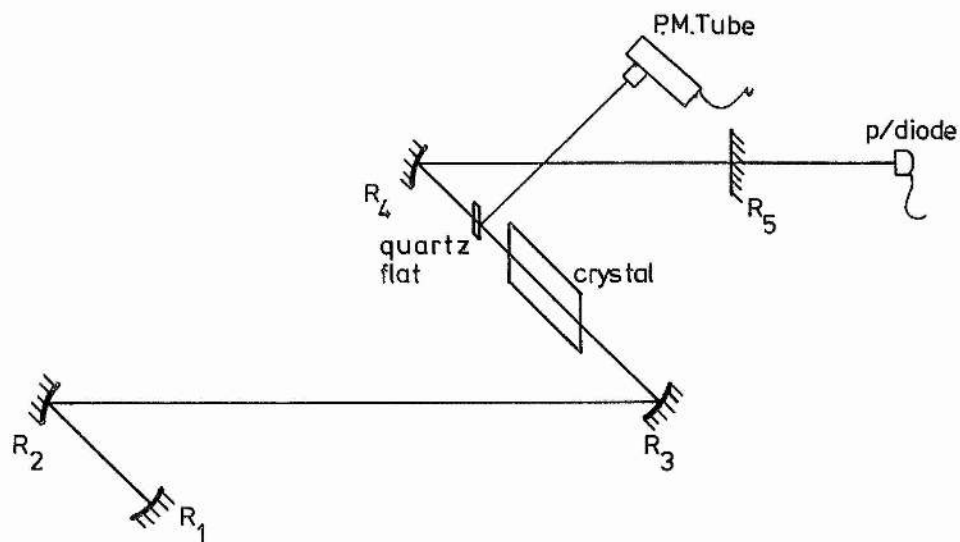 P.M.Tube
p/diode
R4
R5
quartz
flat
crystal
R2
R3
R1